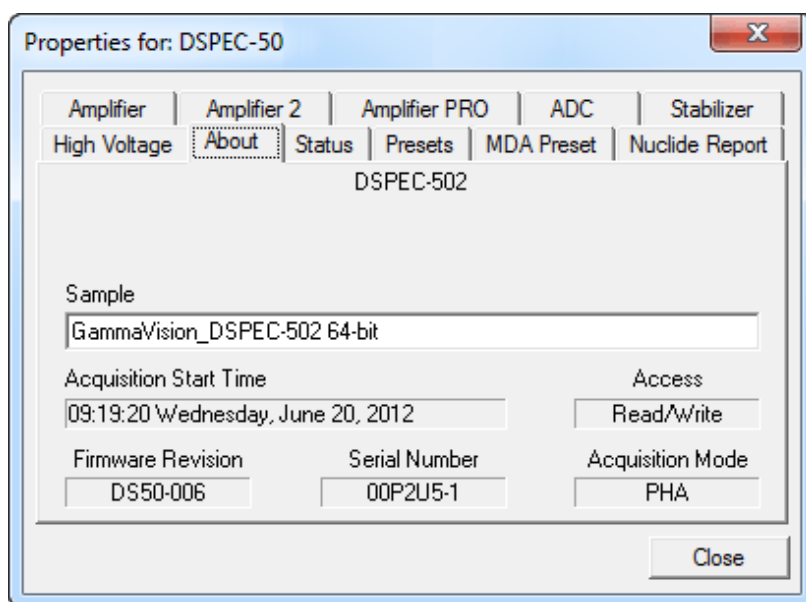 Properties for: DSPEC-50
Amplifier Amplifier 2 Amplifier PRO ADC Stabilizer
High Voltage About Status Presets MDA Preset Nuclide Report
DSPEC-502
Sample
GammaVision_DSPEC-502 64-bit
Acquisition Start Time Access
09:19:20 Wednesday, June 20, 2012 Read/Write
Firmware Revision Serial Number Acquisition Mode
DS50-006 00P2U5-1 PHA
Close